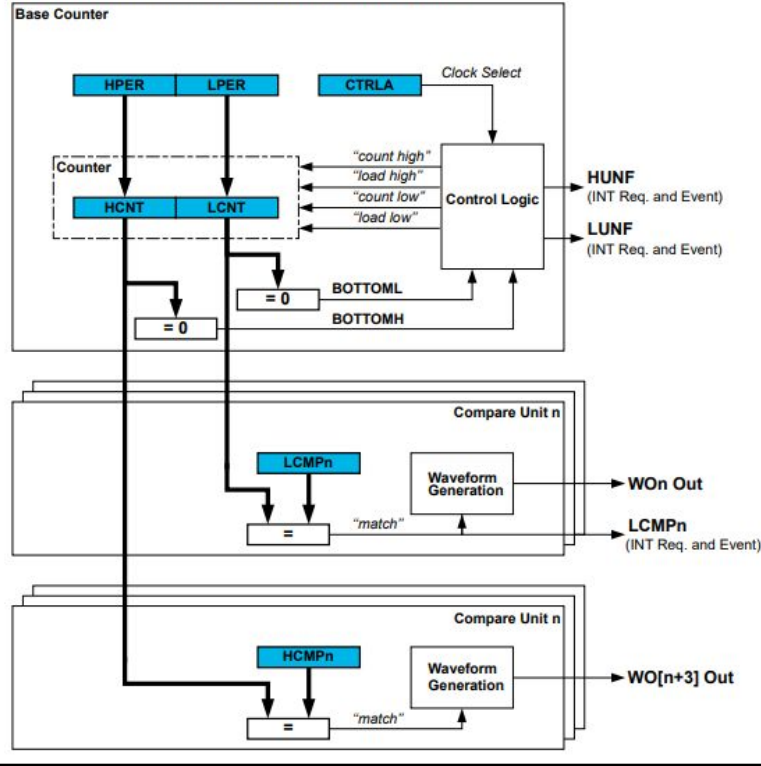 Base Counter
HPER LPER CTRLA
Clock Select
Counter
"count high"
"load high"
"count low"
"load low"
Control Logic
HUNF
(INT Req. and Event)
LUNF
(INT Req. and Event)
HCNT LCNT
= 0
BOTTOML
= 0
BOTTOMH
Compare Unit n
LCMPn
Waveform
Generation
WOn Out
=
"match"
LCMPn
(INT Req. and Event)
Compare Unit n
HCMPn
Waveform
Generation
WO[n+3] Out
=
"match"